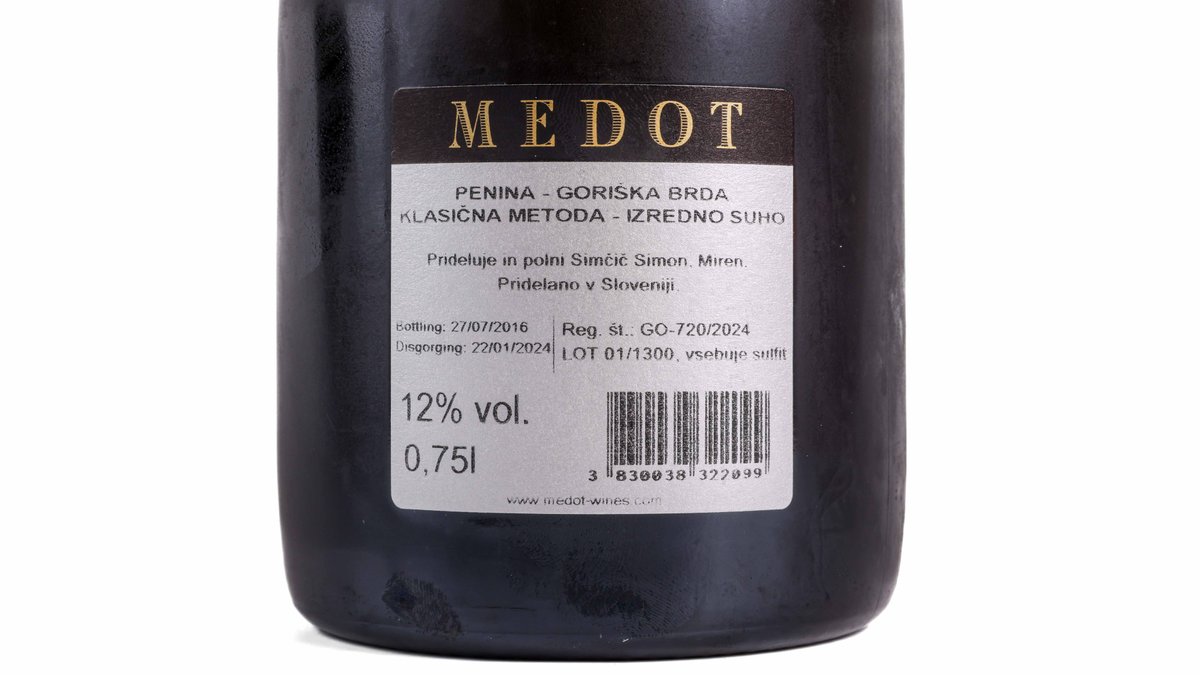 MEDOT
PENINA - GORIŠKA BRDA
KLASIČNA METODA - IZREDNO SUHO
Prideluje in polni Simčič Simon, Miren.
Pridelano v Sloveniji.
Bottling: 27/07/2016
Disgorging: 22/01/2024
Reg. št.: GO-720/2024
LOT 01/1300, vsebuje sulfit
12% vol.
0,75l
3 830038 322099
www.medot-wines.com